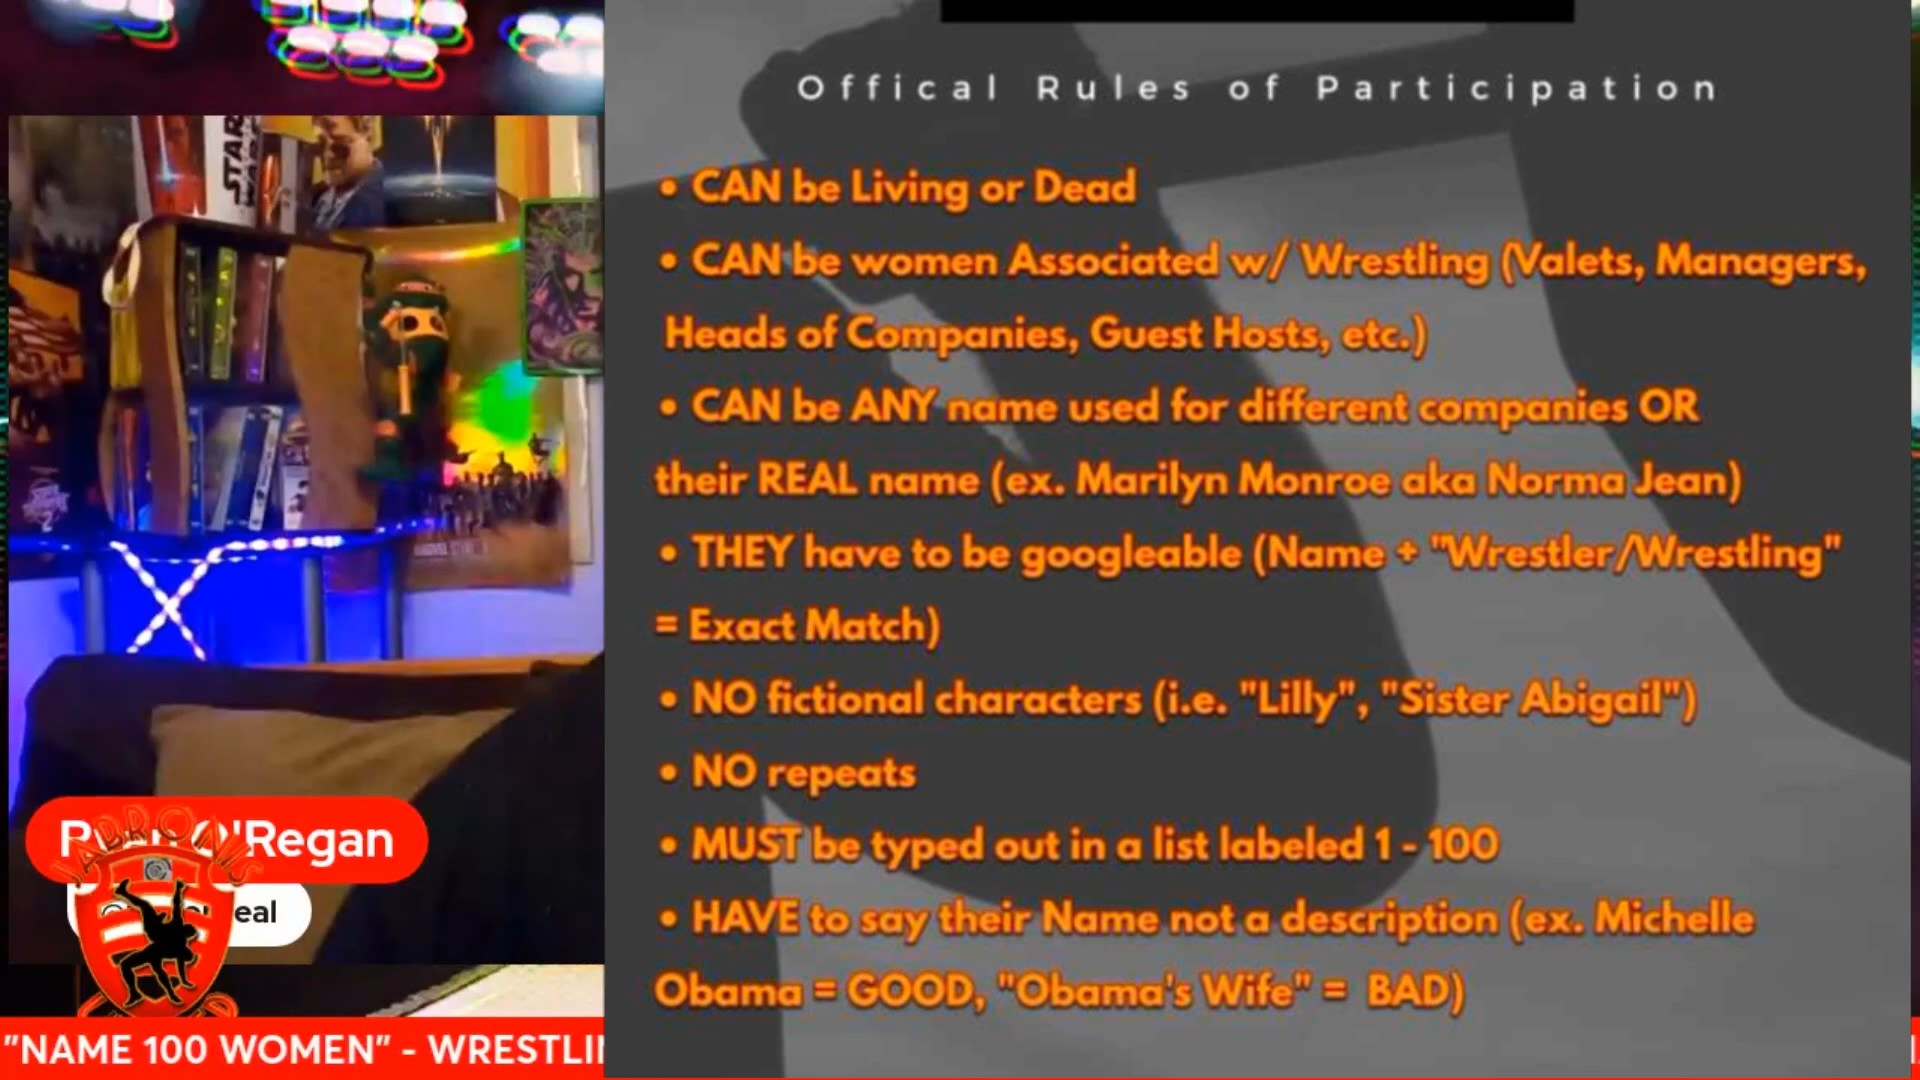 Offical Rules of Participation
• CAN be Living or Dead
• CAN be women Associated w/ Wrestling (Valets, Managers,
Heads of Companies, Guest Hosts, etc.)
• CAN be ANY name used for different companies OR
their REAL name (ex. Marilyn Monroe aka Norma Jean)
• THEY have to be googleable (Name + "Wrestler/Wrestling"
= Exact Match)
• NO fictional characters (i.e. "Lilly", "Sister Abigail")
• NO repeats
• MUST be typed out in a list labeled 1 - 100
• HAVE to say their Name not a description (ex. Michelle
Obama = GOOD, "Obama's Wife" = BAD)
STAR
WARS
O'Regan
JABRONIS
"NAME 100 WOMEN" - WRESTLIN